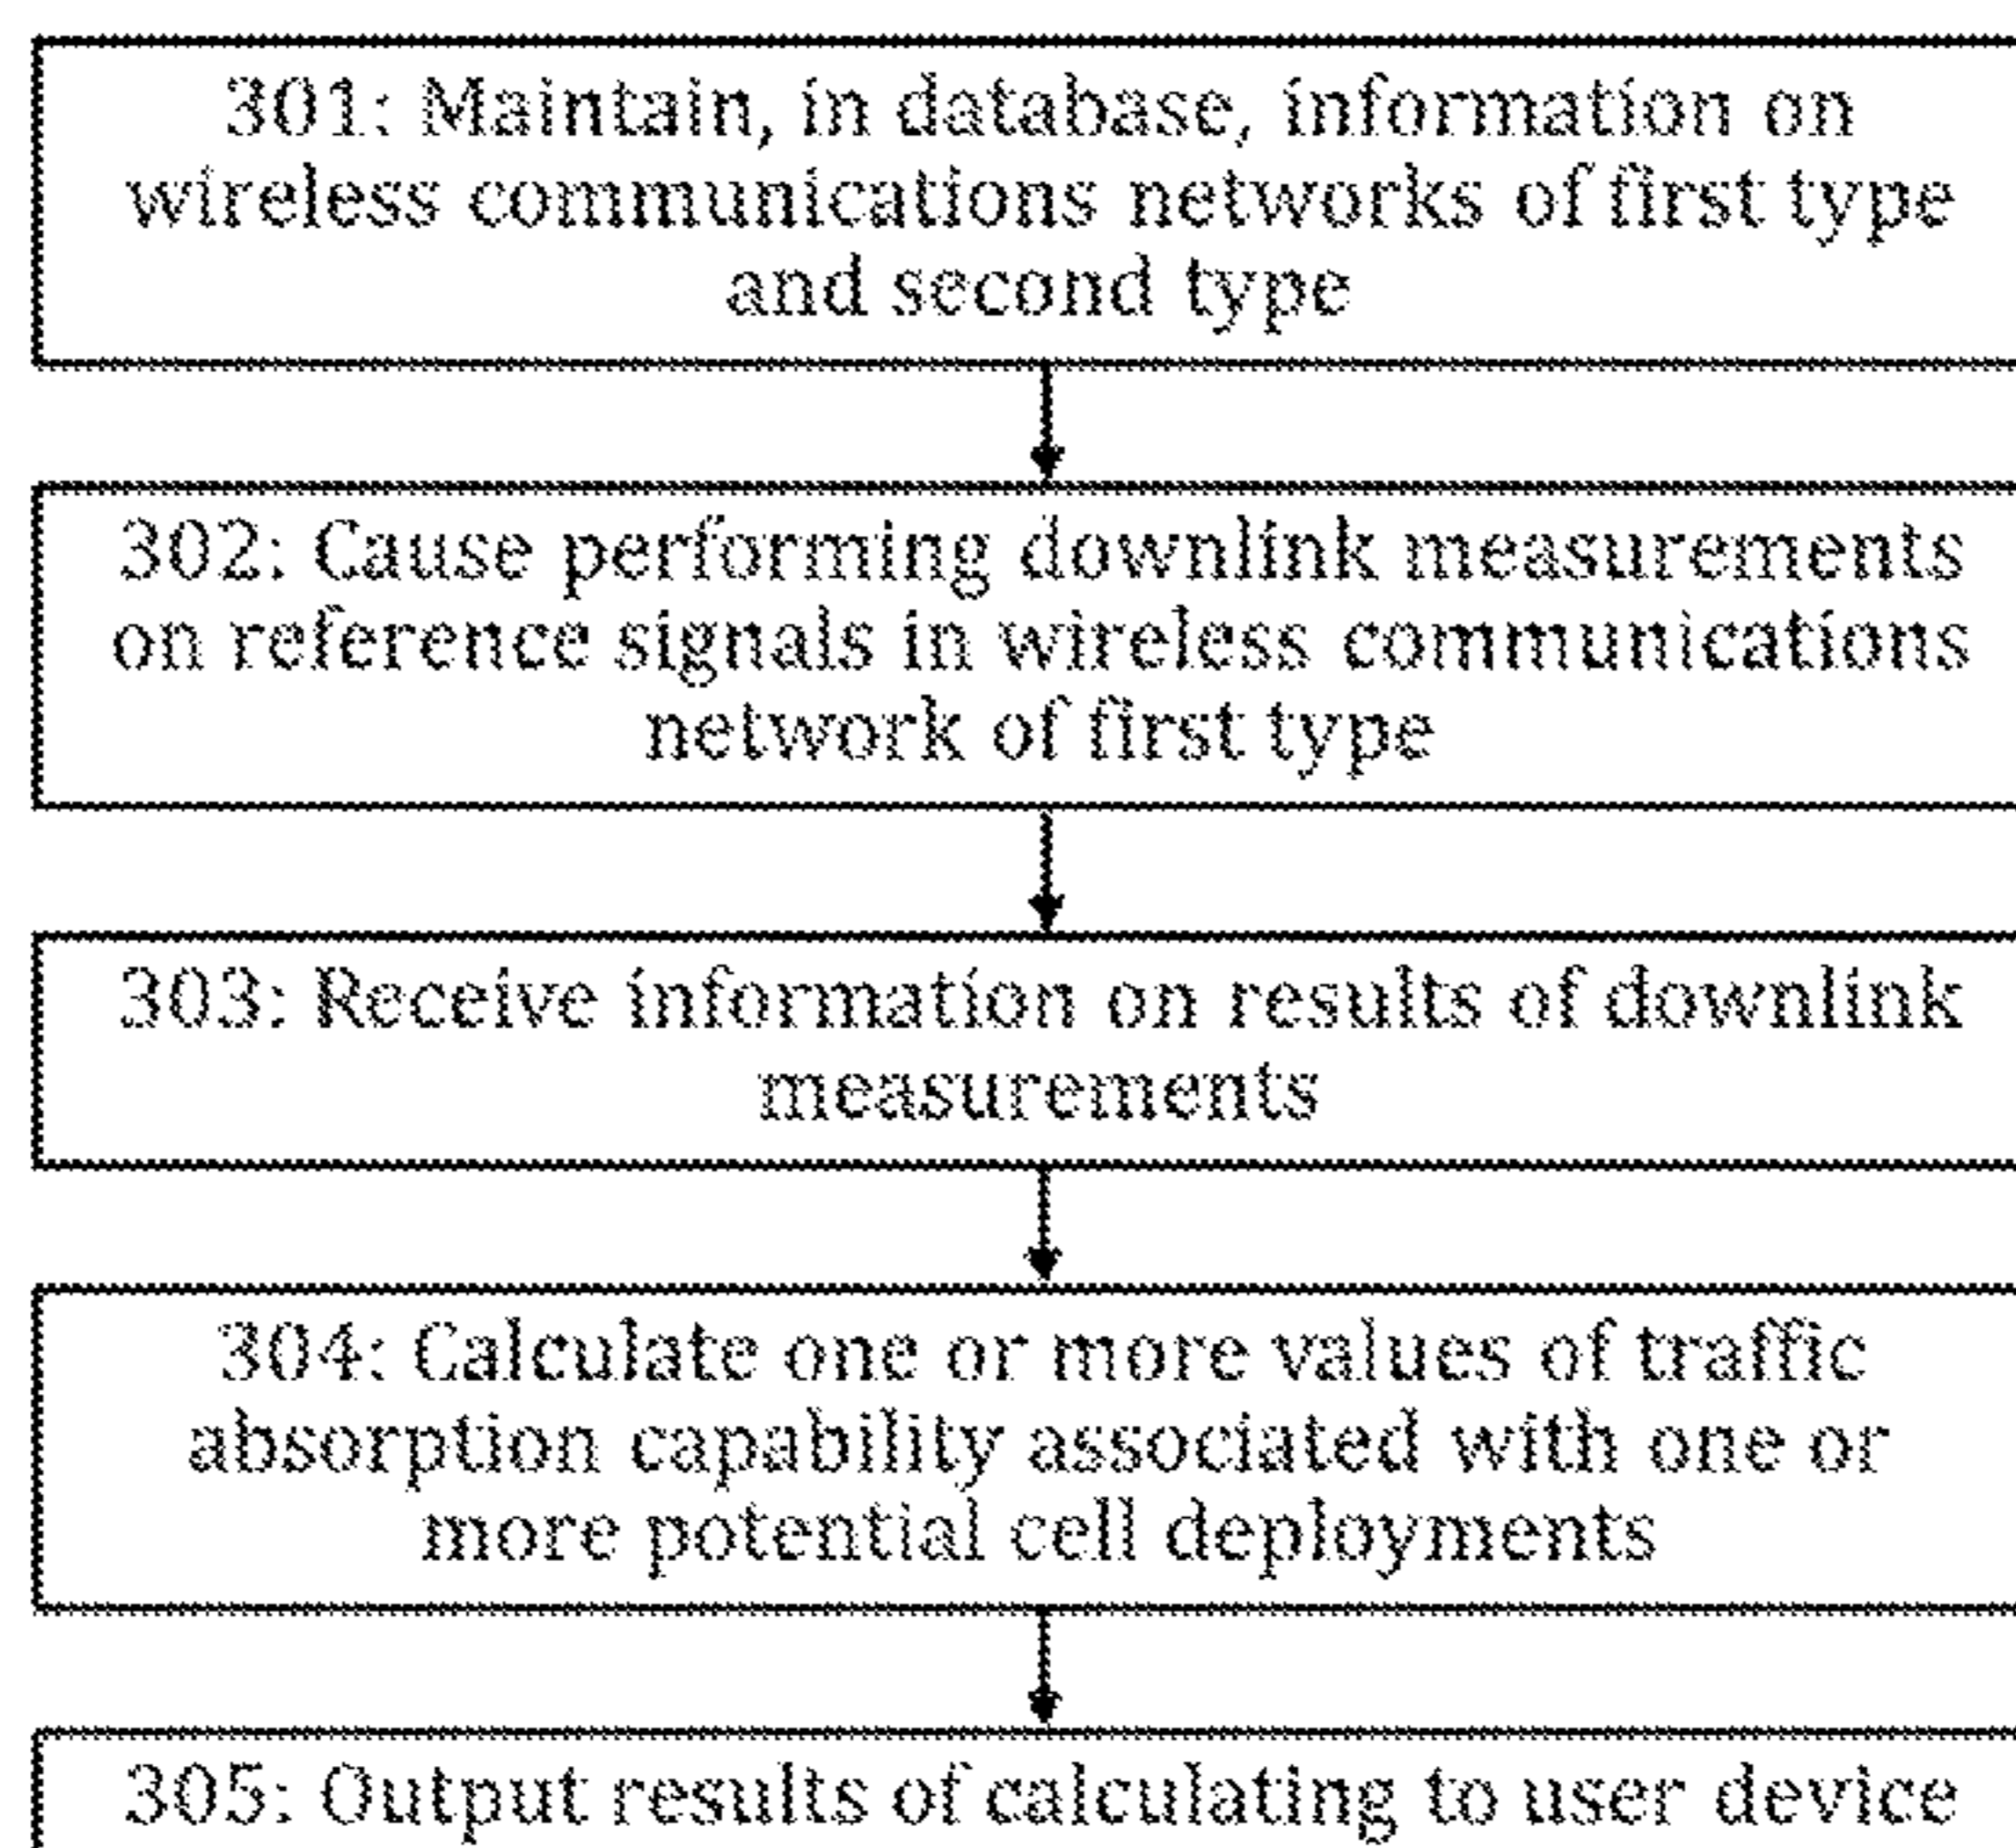 301: Maintain, in database, information on
wireless communications networks of first type
and second type
302: Cause performing downlink measurements
on reference signals in wireless communications
network of first type
303: Receive information on results of downlink
measurements
304: Calculate one or more values of traffic
absorption capability associated with one or
more potential cell deployments
305: Output results of calculating to user device